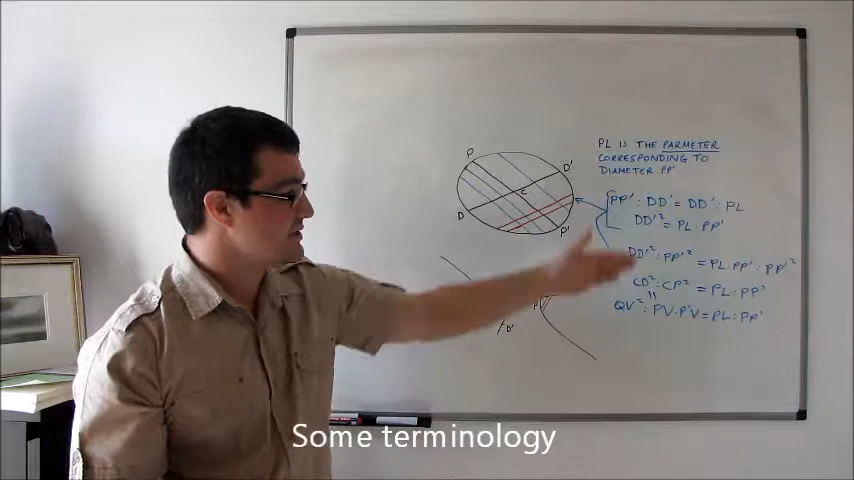 PL IS THE PARMETER
CORRESPONDING TO
DIAMETER PP'
P
D'
C
D
P'
PP' : DD' = DD' : PL
DD'² = PL · PP'
DD'² : PP'² = PL · PP' : PP'²
CD² : CP² = PL : PP'
QV² : PV · P'V = PL : PP'
P
D'
Some terminology